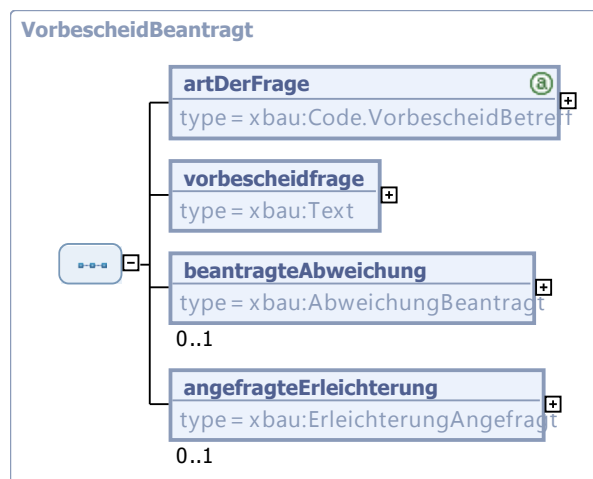 VorbescheidBeantragt
artDerFrage
a
type = xbau:Code.VorbescheidBetreff
vorbescheidfrage
type = xbau:Text
beantragteAbweichung
type = xbau:AbweichungBeantragt
0..1
angefragteErleichterung
type = xbau:ErleichterungAngefragt
0..1